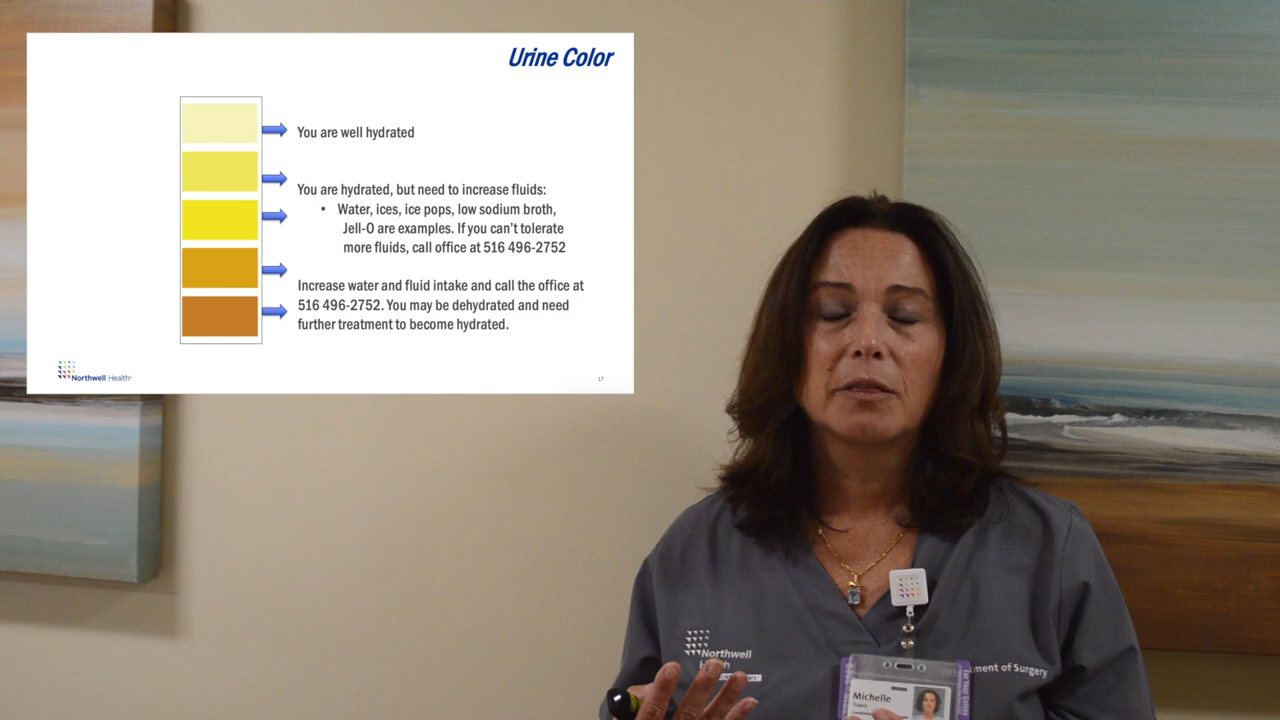 Urine Color
You are well hydrated
You are hydrated, but need to increase fluids:
• Water, ices, ice pops, low sodium broth,
Jell-O are examples. If you can't tolerate
more fluids, call office at 516 496-2752
Increase water and fluid intake and call the office at
516 496-2752. You may be dehydrated and need
further treatment to become hydrated.
Northwell Health
17
Northwell
Health
ment of Surgery
Michelle
Travis